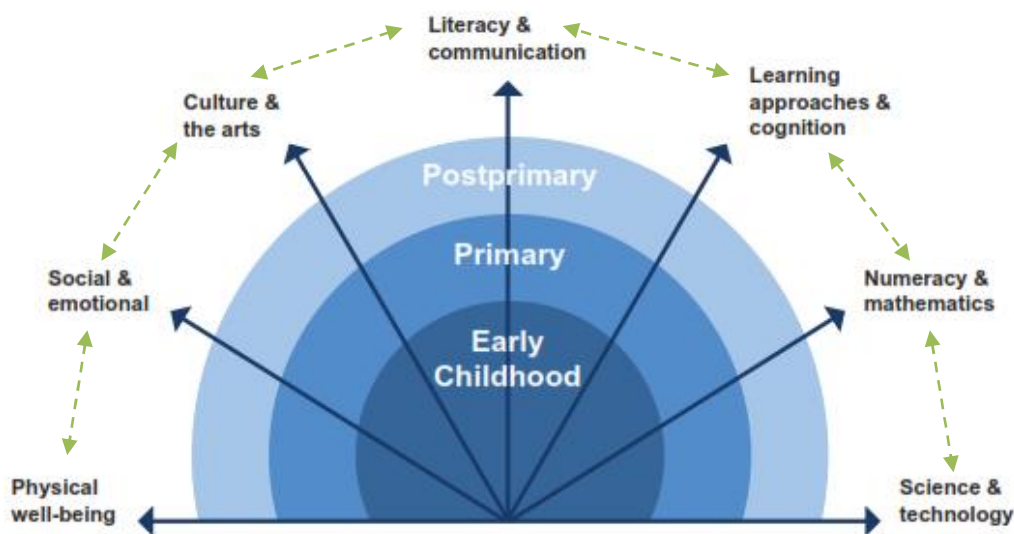 Literacy &
communication
Learning
approaches &
cognition
Culture &
the arts
Postprimary
Primary
Social &
emotional
Numeracy &
mathematics
Early
Childhood
Physical
well-being
Science &
technology